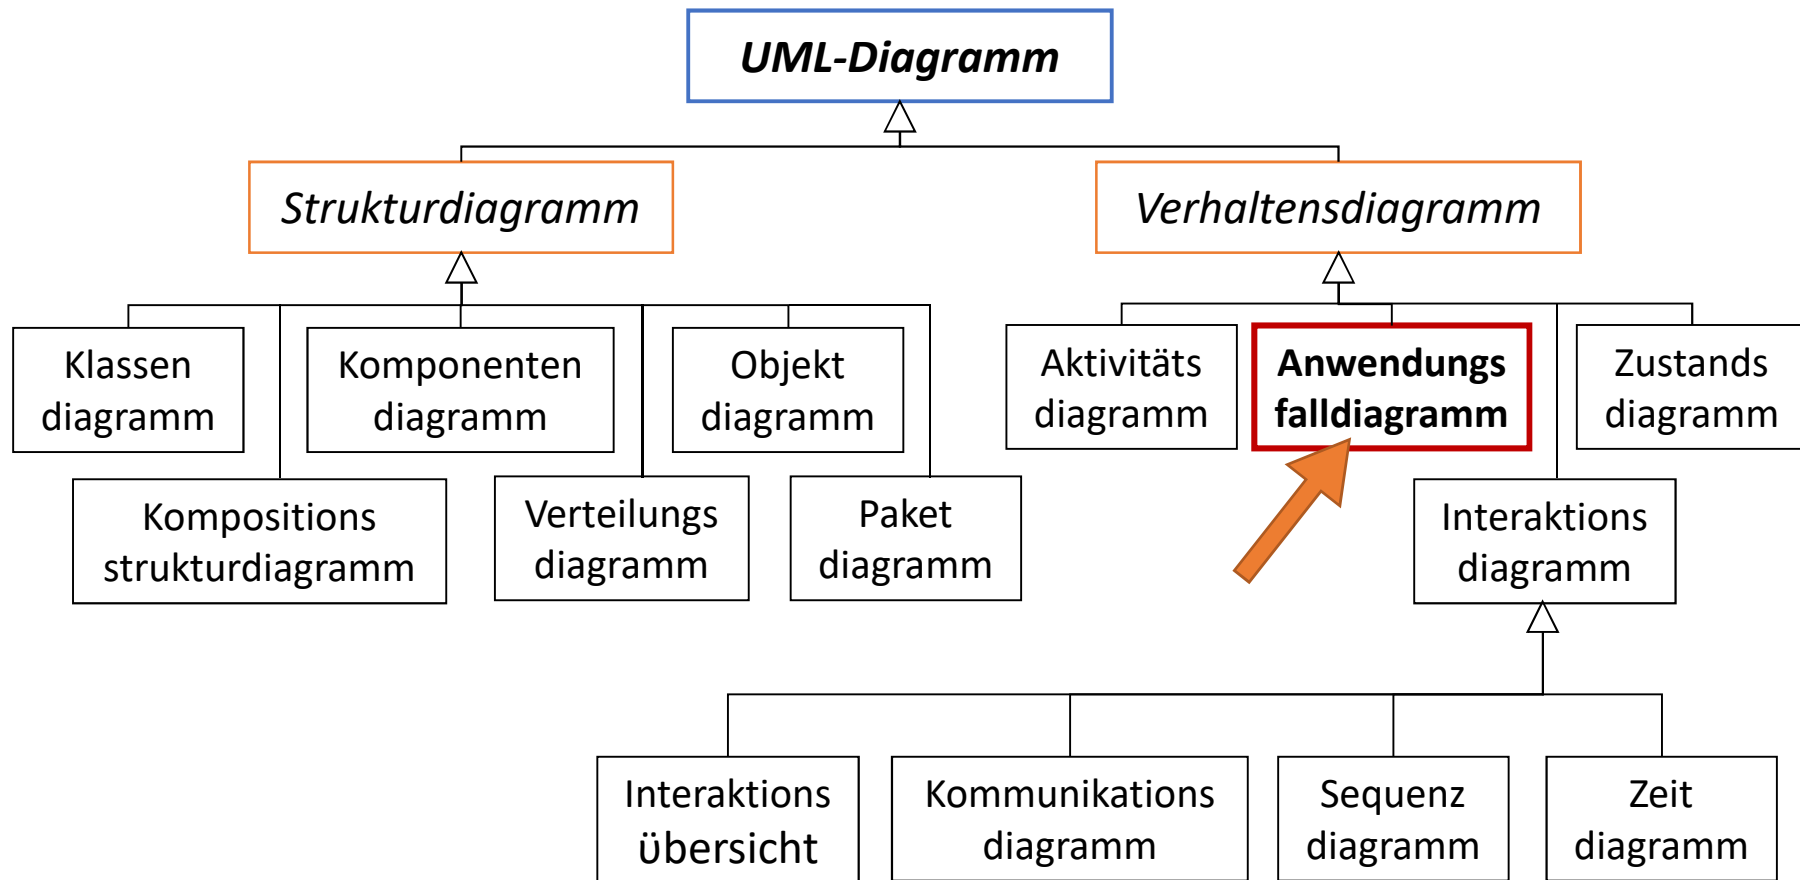 UML-Diagramm
Strukturdiagramm
Verhaltensdiagramm
Klassen
diagramm
Komponenten
diagramm
Objekt
diagramm
Aktivitäts
diagramm
Anwendungs
falldiagramm
Zustands
diagramm
Kompositions
strukturdiagramm
Verteilungs
diagramm
Paket
diagramm
Interaktions
diagramm
Interaktions
übersicht
Kommunikations
diagramm
Sequenz
diagramm
Zeit
diagramm